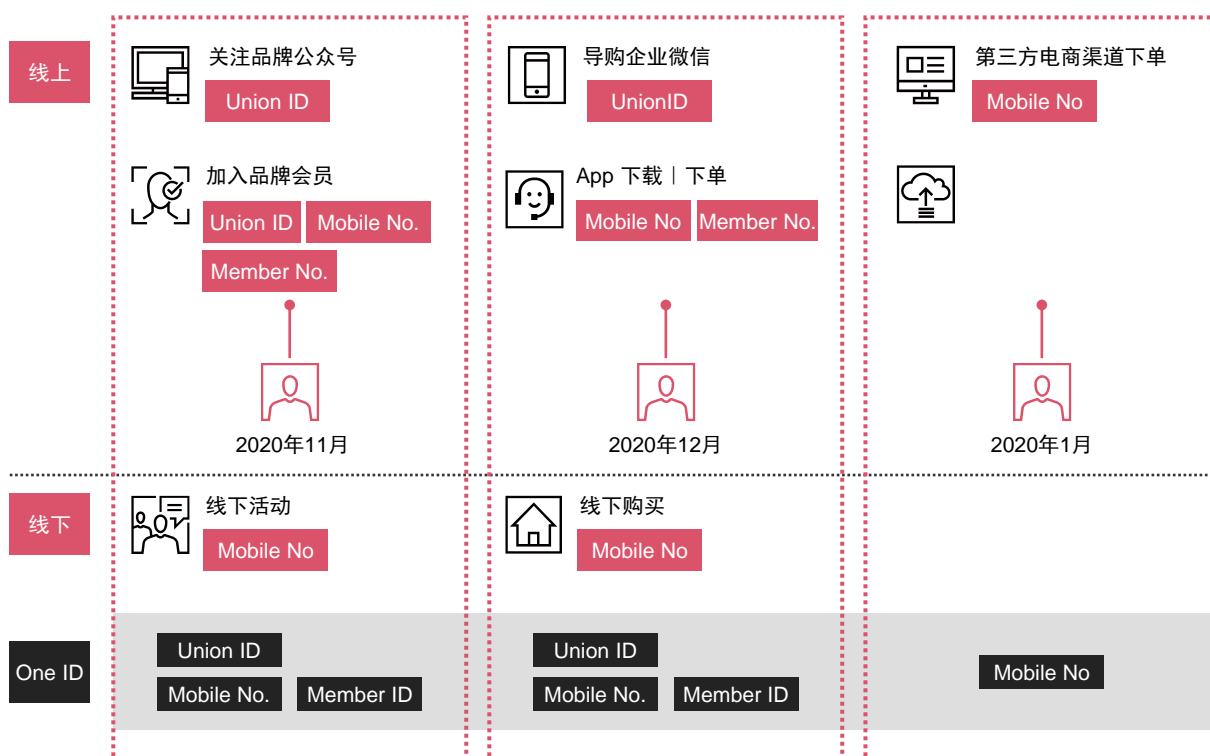 线上
关注品牌公众号
Union ID
加入品牌会员
Union ID
Mobile No.
Member No.
2020年11月
导购企业微信
UnionID
App 下载｜下单
Mobile No
Member No.
2020年12月
第三方电商渠道下单
Mobile No
2020年1月
线下
线下活动
Mobile No
线下购买
Mobile No
One ID
Union ID
Mobile No.
Member ID
Union ID
Mobile No.
Member ID
Mobile No